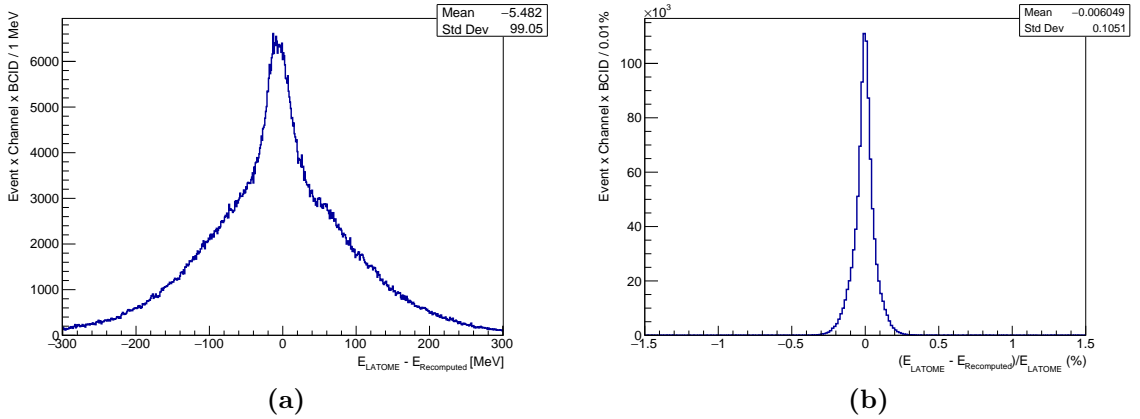 Mean −5.482
Std Dev 99.05
Event x Channel x BCID / 1 MeV
6000
5000
4000
3000
2000
1000
0
−300 −200 −100 0 100 200 300
E_LATOME - E_Recomputed [MeV]
(a)
×10³
Mean −0.006049
Std Dev 0.1051
Event x Channel x BCID / 0.01%
100
80
60
40
20
0
−1.5 −1 −0.5 0 0.5 1 1.5
(E_LATOME - E_Recomputed)/E_LATOME (%)
(b)